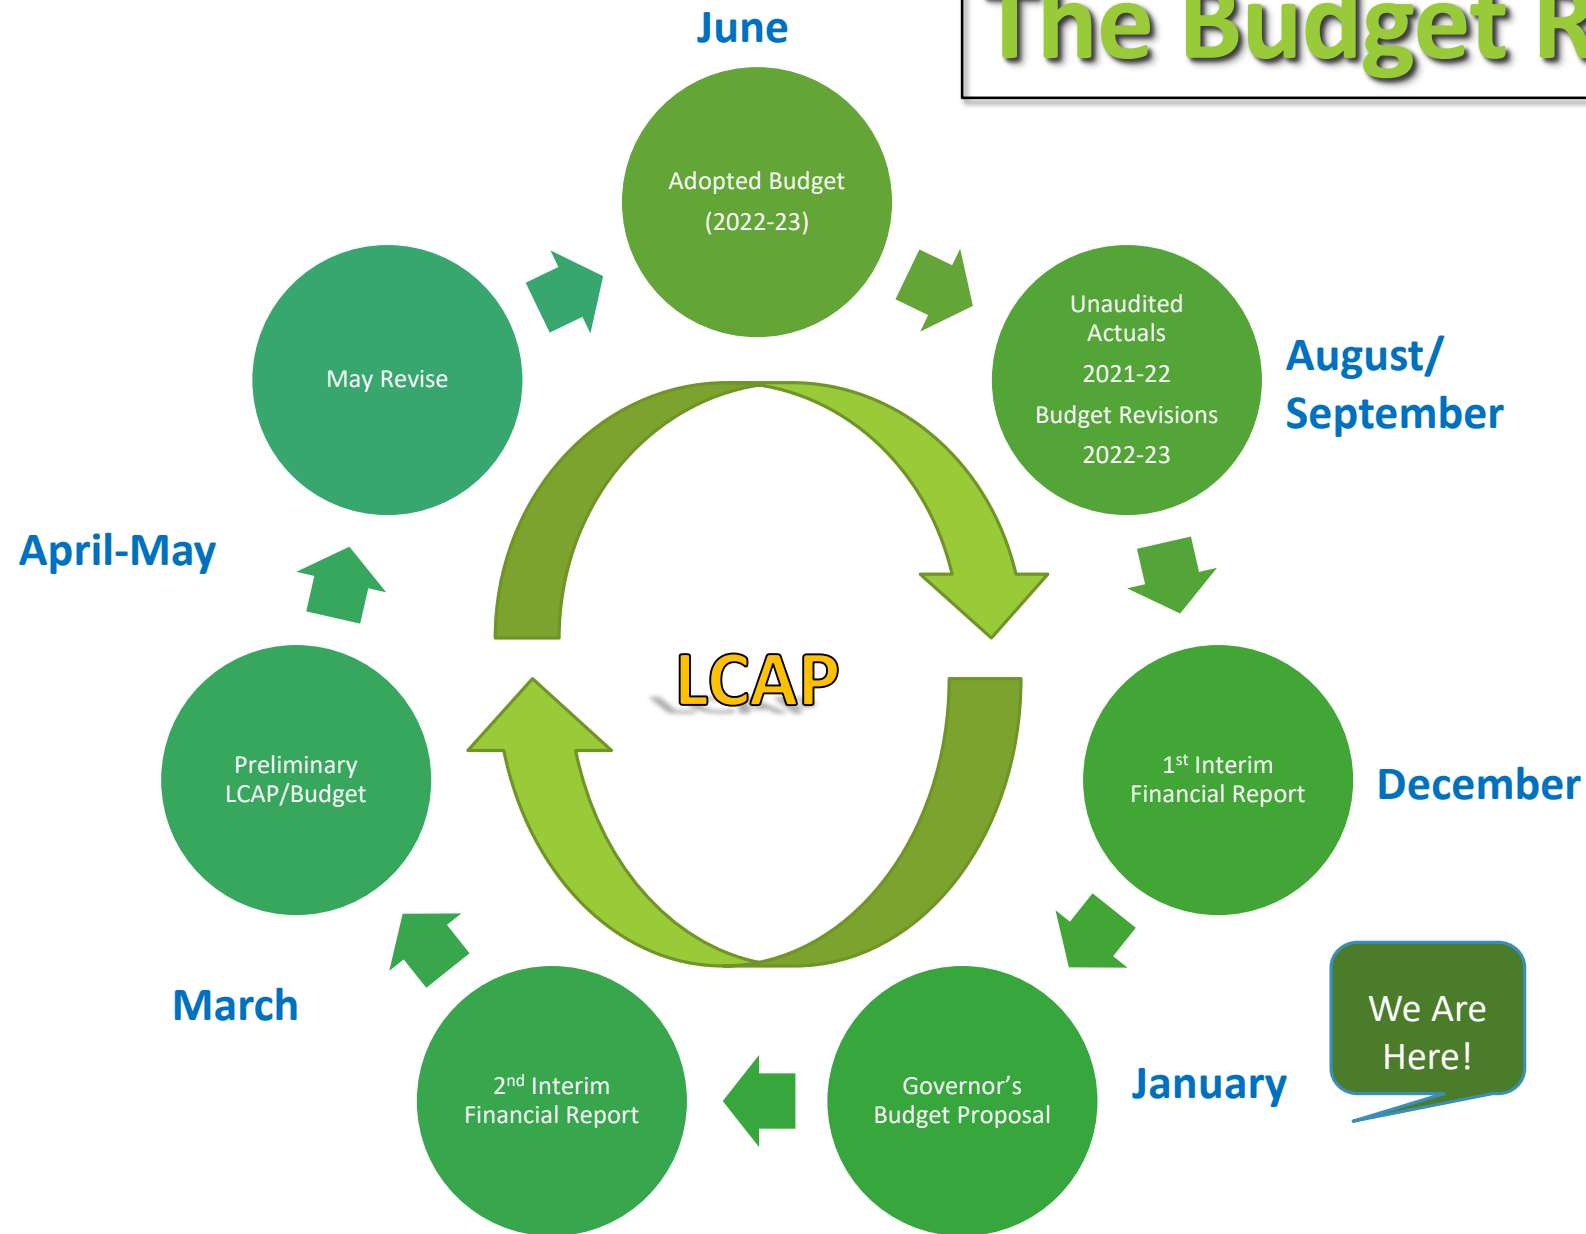 The Budget R
June
Adopted Budget
(2022-23)
Unaudited
Actuals
2021-22
Budget Revisions
2022-23
August/
September
1st Interim
Financial Report
December
Governor's
Budget Proposal
January
We Are
Here!
2nd Interim
Financial Report
March
Preliminary
LCAP/Budget
April-May
May Revise
LCAP